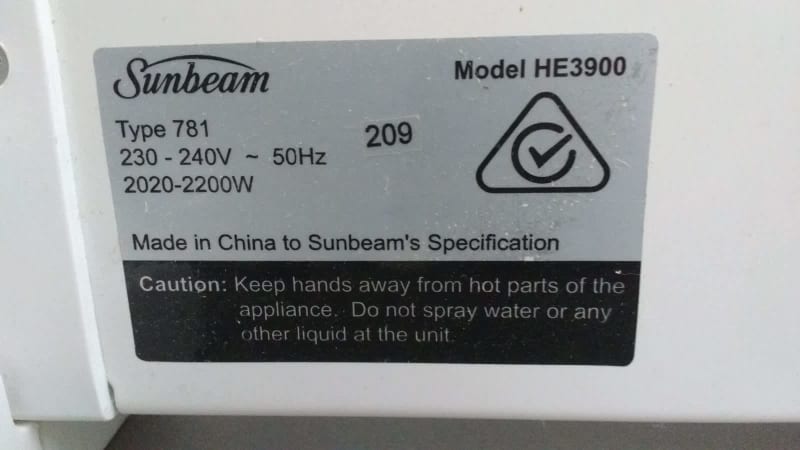 Sunbeam
Model HE3900
Type 781
209
230 - 240V ~ 50Hz
2020-2200W
Made in China to Sunbeam's Specification
Caution: Keep hands away from hot parts of the
appliance. Do not spray water or any
other liquid at the unit.